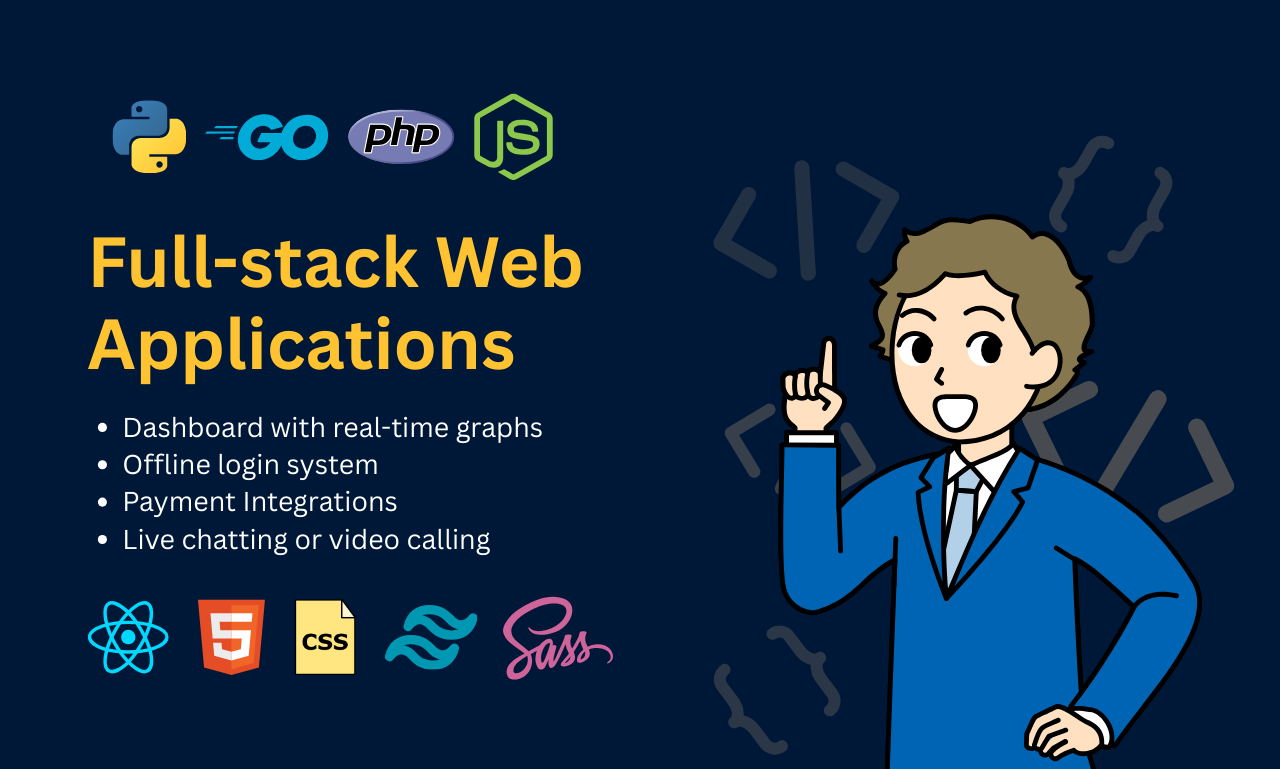 GO
php
JS
Full-stack Web
Applications
Dashboard with real-time graphs
Offline login system
Payment Integrations
Live chatting or video calling
5
CSS
Sass